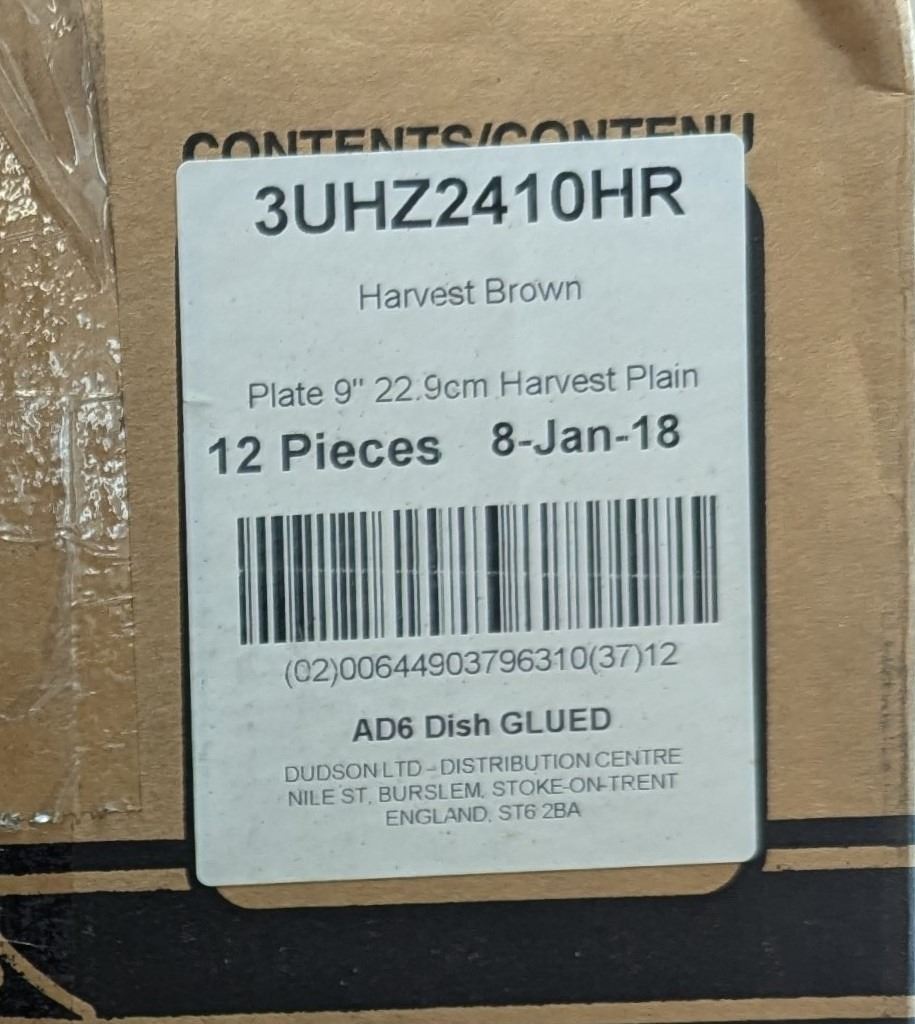 CONTENTS/CONTENU
3UHZ2410HR
Harvest Brown
Plate 9" 22.9cm Harvest Plain
12 Pieces 8-Jan-18
(02)00644903796310(37)12
AD6 Dish GLUED
DUDSON LTD - DISTRIBUTION CENTRE
NILE ST, BURSLEM, STOKE-ON-TRENT
ENGLAND, ST6 2BA